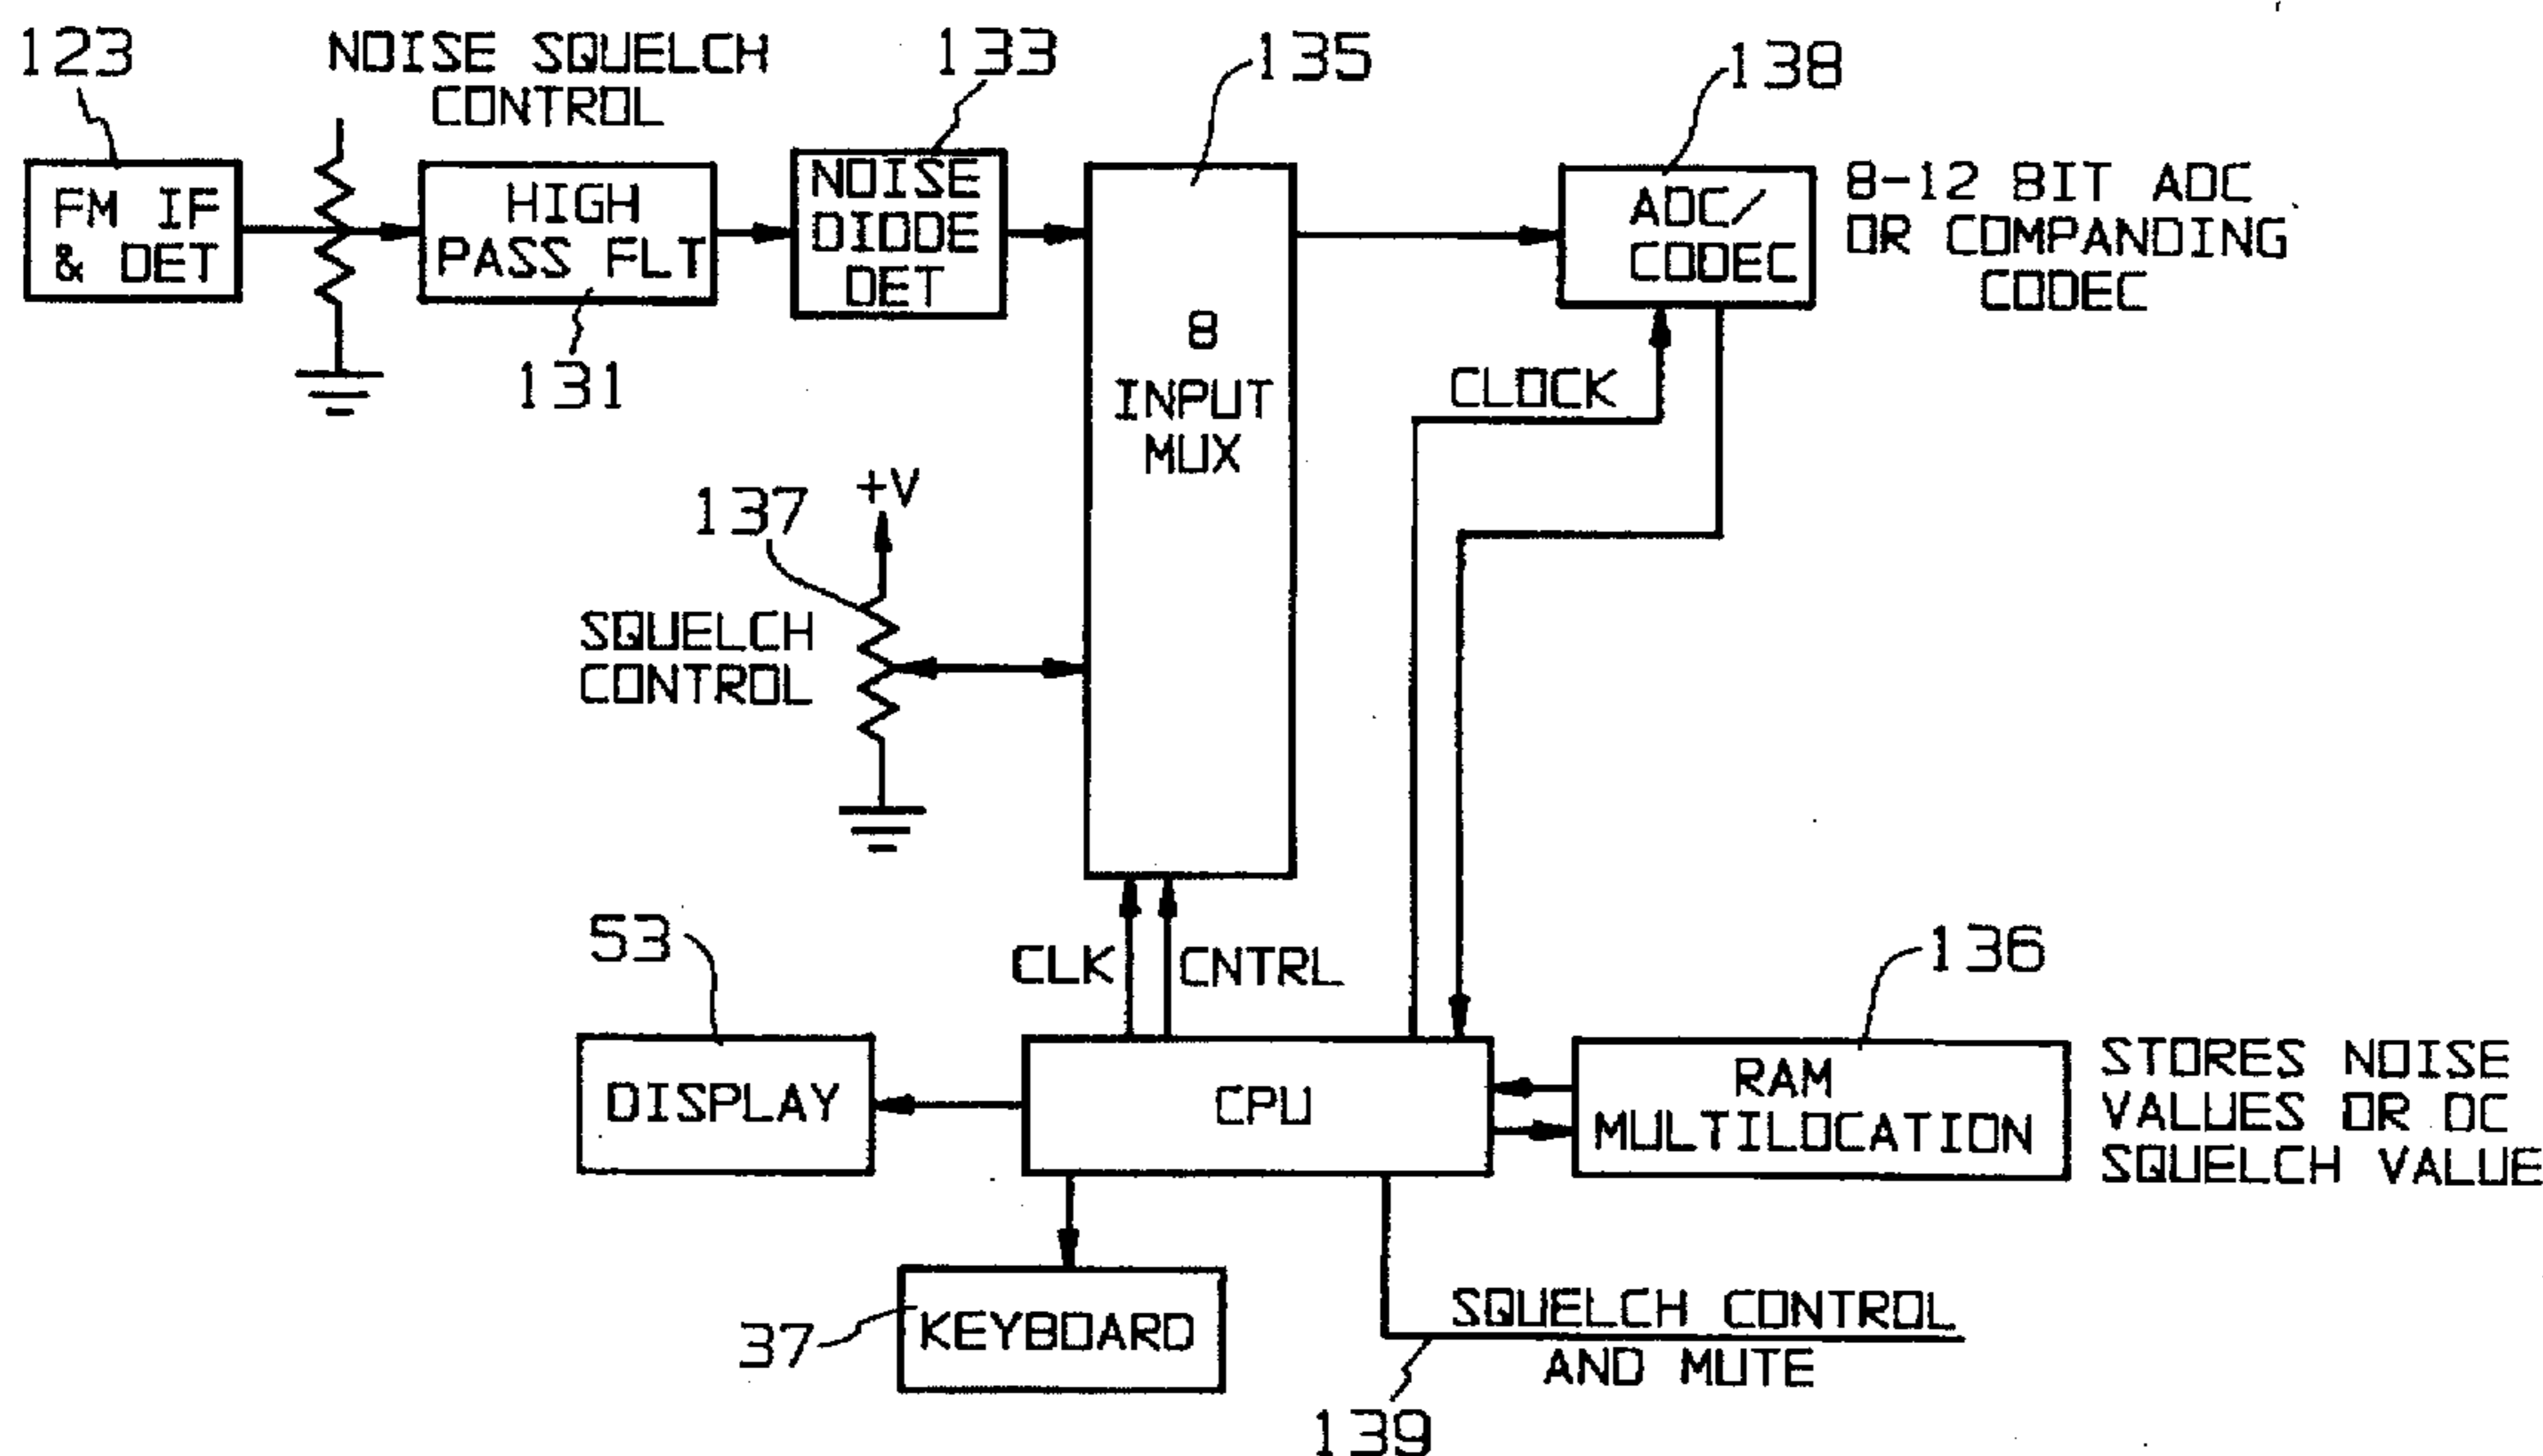 123
NOISE SQUELCH
CONTROL
133
135
138
FM IF
& DET
HIGH
PASS FLT
NOISE
DIODE
DET
ADC/
CODEC
8-12 BIT ADC
OR COMPANDING
CODEC
131
8
INPUT
MUX
CLOCK
137
+V
SQUELCH
CONTROL
53
CLK
CNTRL
136
DISPLAY
CPU
RAM
MULTILOCATION
STORES NOISE
VALUES OR DC
SQUELCH VALUE
37
KEYBOARD
SQUELCH CONTROL
AND MUTE
139